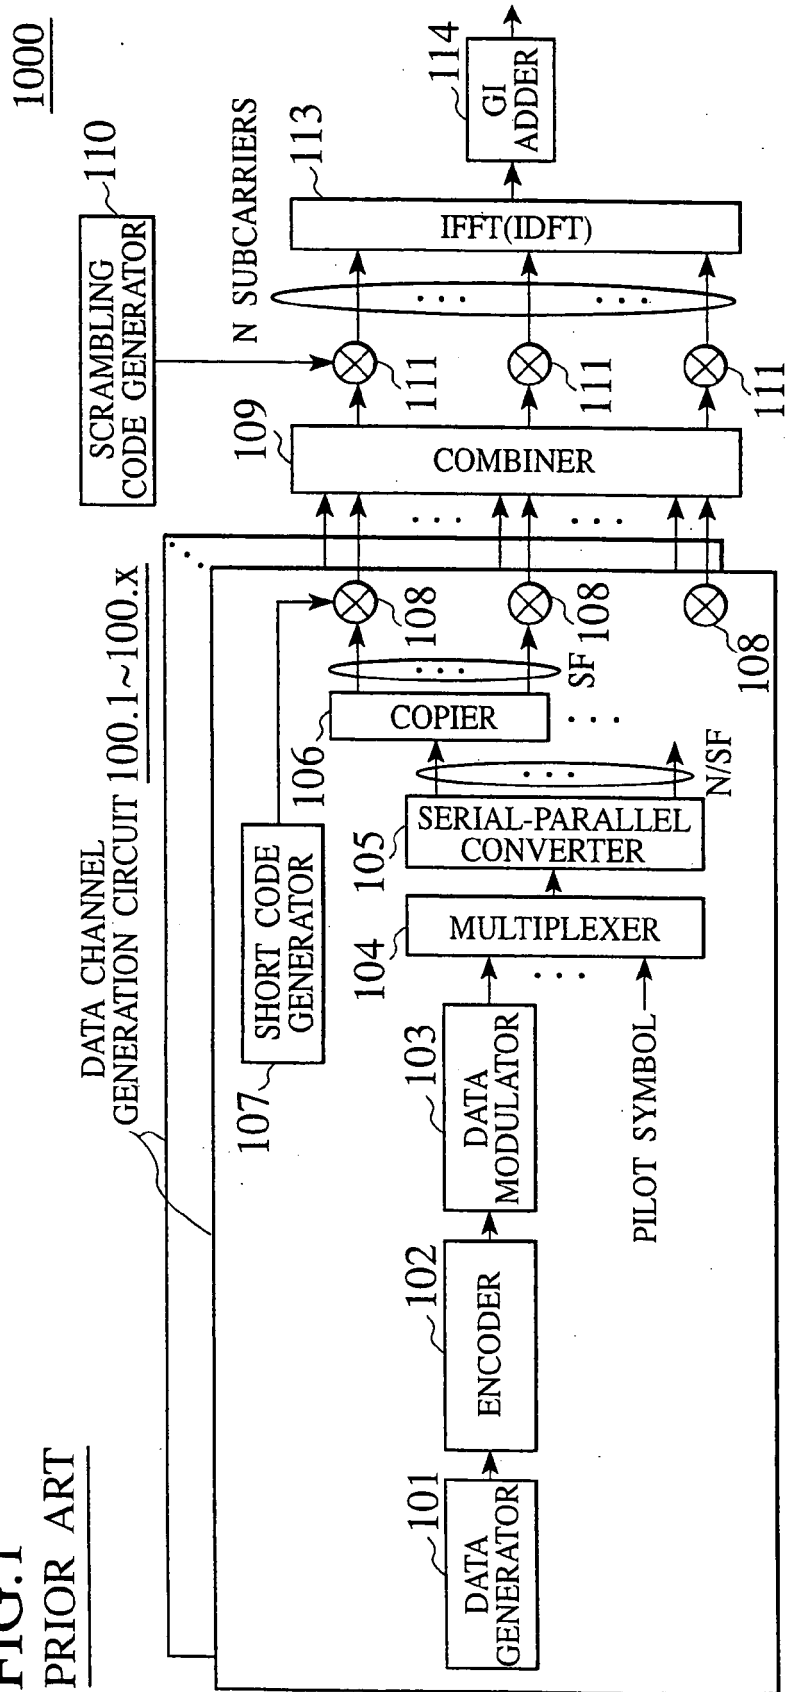 FIG.1
PRIOR ART
1000
DATA CHANNEL
GENERATION CIRCUIT 100.1~100.x
SCRAMBLING
CODE GENERATOR
110
107
SHORT CODE
GENERATOR
106
COPIER
SF
108
108
108
109
COMBINER
N SUBCARRIERS
111
111
111
113
IFFT(IDFT)
114
GI
ADDER
101
DATA
GENERATOR
102
ENCODER
103
DATA
MODULATOR
104
MULTIPLEXER
PILOT SYMBOL
105
SERIAL-PARALLEL
CONVERTER
N/SF